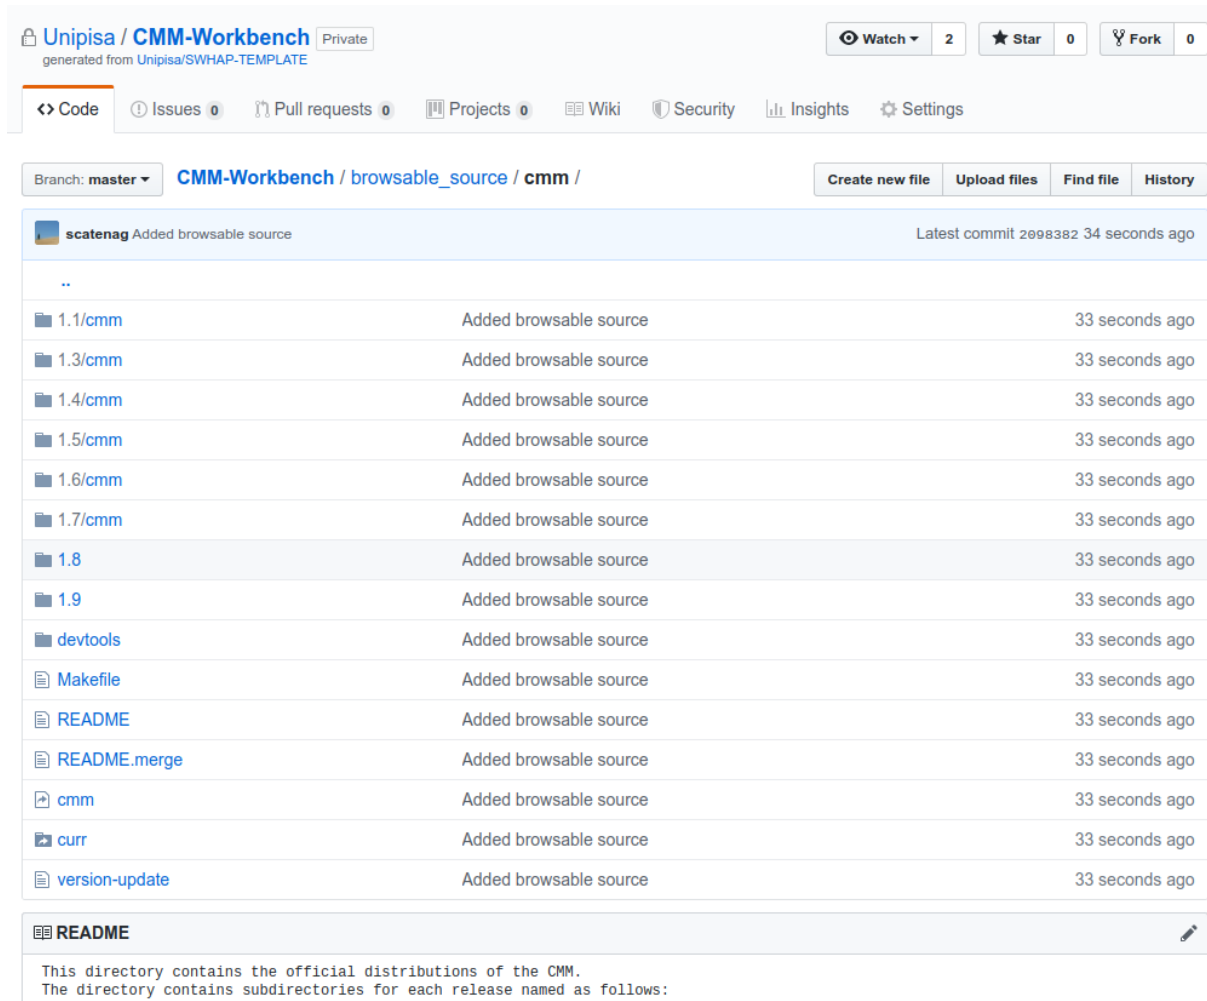 Unipisa / CMM-Workbench Private
generated from Unipisa/SWHAP-TEMPLATE
Watch 2 Star 0 Fork 0
Code Issues 0 Pull requests 0 Projects 0 Wiki Security Insights Settings
Branch: master CMM-Workbench / browsable_source / cmm / Create new file Upload files Find file History
scatenag Added browsable source Latest commit 2098382 34 seconds ago
..
1.1/cmm Added browsable source 33 seconds ago
1.3/cmm Added browsable source 33 seconds ago
1.4/cmm Added browsable source 33 seconds ago
1.5/cmm Added browsable source 33 seconds ago
1.6/cmm Added browsable source 33 seconds ago
1.7/cmm Added browsable source 33 seconds ago
1.8 Added browsable source 33 seconds ago
1.9 Added browsable source 33 seconds ago
devtools Added browsable source 33 seconds ago
Makefile Added browsable source 33 seconds ago
README Added browsable source 33 seconds ago
README.merge Added browsable source 33 seconds ago
cmm Added browsable source 33 seconds ago
curr Added browsable source 33 seconds ago
version-update Added browsable source 33 seconds ago
README
This directory contains the official distributions of the CMM.
The directory contains subdirectories for each release named as follows: